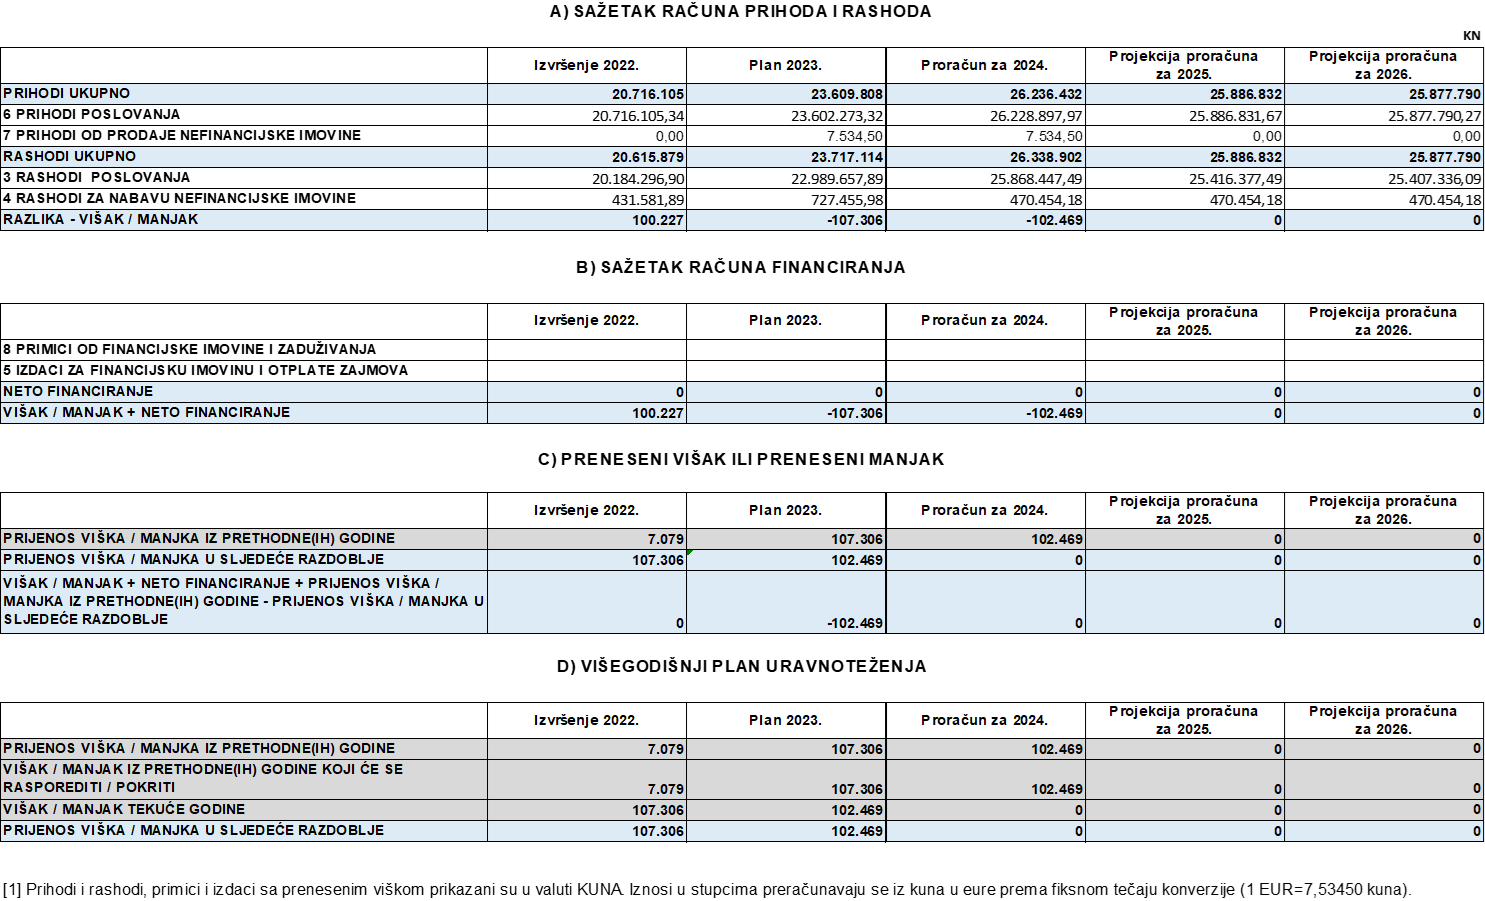 A) SAŽETAK RAČUNA PRIHODA I RASHODA
KN
Izvršenje 2022. Plan 2023. Proračun za 2024. Projekcija proračuna za 2025. Projekcija proračuna za 2026.
PRIHODI UKUPNO 20.716.105 23.609.808 26.236.432 25.886.832 25.877.790
6 PRIHODI POSLOVANJA 20.716.105,34 23.602.273,32 26.228.897,97 25.886.831,67 25.877.790,27
7 PRIHODI OD PRODAJE NEFINANCIJSKE IMOVINE 0,00 7.534,50 7.534,50 0,00 0,00
RASHODI UKUPNO 20.615.879 23.717.114 26.338.902 25.886.832 25.877.790
3 RASHODI POSLOVANJA 20.184.296,90 22.989.657,89 25.868.447,49 25.416.377,49 25.407.336,09
4 RASHODI ZA NABAVU NEFINANCIJSKE IMOVINE 431.581,89 727.455,98 470.454,18 470.454,18 470.454,18
RAZLIKA - VIŠAK / MANJAK 100.227 -107.306 -102.469 0 0
B) SAŽETAK RAČUNA FINANCIRANJA
Izvršenje 2022. Plan 2023. Proračun za 2024. Projekcija proračuna za 2025. Projekcija proračuna za 2026.
8 PRIMICI OD FINANCIJSKE IMOVINE I ZADUŽIVANJA
5 IZDACI ZA FINANCIJSKU IMOVINU I OTPLATE ZAJMOVA
NETO FINANCIRANJE 0 0 0 0 0
VIŠAK / MANJAK + NETO FINANCIRANJE 100.227 -107.306 -102.469 0 0
C) PRENESENI VIŠAK ILI PRENESENI MANJAK
Izvršenje 2022. Plan 2023. Proračun za 2024. Projekcija proračuna za 2025. Projekcija proračuna za 2026.
PRIJENOS VIŠKA / MANJKA IZ PRETHODNE(IH) GODINE 7.079 107.306 102.469 0 0
PRIJENOS VIŠKA / MANJKA U SLJEDEĆE RAZDOBLJE 107.306 102.469 0 0 0
VIŠAK / MANJAK + NETO FINANCIRANJE + PRIJENOS VIŠKA /
MANJKA IZ PRETHODNE(IH) GODINE - PRIJENOS VIŠKA / MANJKA U
SLJEDEĆE RAZDOBLJE 0 -102.469 0 0 0
D) VIŠEGODIŠNJI PLAN URAVNOTEŽENJA
Izvršenje 2022. Plan 2023. Proračun za 2024. Projekcija proračuna za 2025. Projekcija proračuna za 2026.
PRIJENOS VIŠKA / MANJKA IZ PRETHODNE(IH) GODINE 7.079 107.306 102.469 0 0
VIŠAK / MANJAK IZ PRETHODNE(IH) GODINE KOJI ĆE SE
RASPOREDITI / POKRITI 7.079 107.306 102.469 0 0
VIŠAK / MANJAK TEKUĆE GODINE 107.306 102.469 0 0 0
PRIJENOS VIŠKA / MANJKA U SLJEDEĆE RAZDOBLJE 107.306 102.469 0 0 0
[1] Prihodi i rashodi, primici i izdaci sa prenesenim viškom prikazani su u valuti KUNA. Iznosi u stupcima preračunavaju se iz kuna u eure prema fiksnom tečaju konverzije (1 EUR=7,53450 kuna).